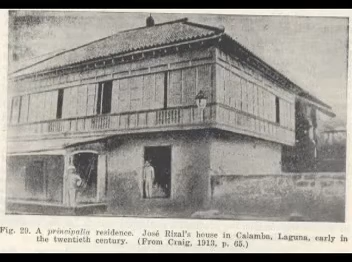 Fig. 29. A principalia residence. José Rizal's house in Calamba, Laguna, early in
the twentieth century. (From Craig, 1913, p. 65.)